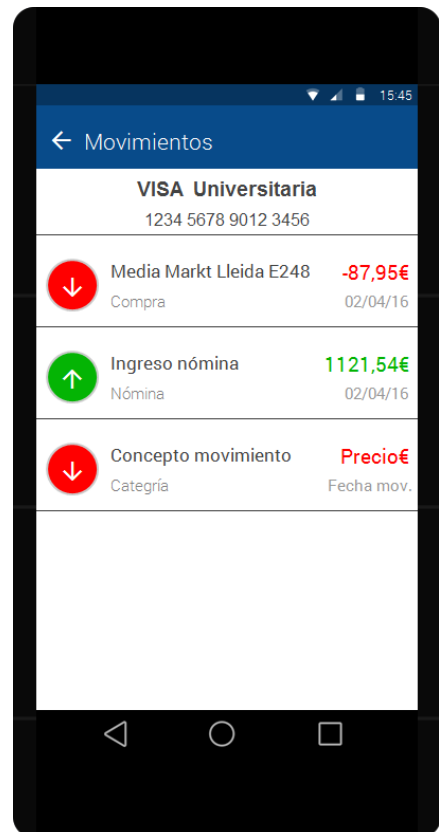 15:45
Movimientos
VISA Universitaria
1234 5678 9012 3456
Media Markt Lleida E248 -87,95€
Compra 02/04/16
Ingreso nómina 1121,54€
Nómina 02/04/16
Concepto movimiento Precio€
Categría Fecha mov.